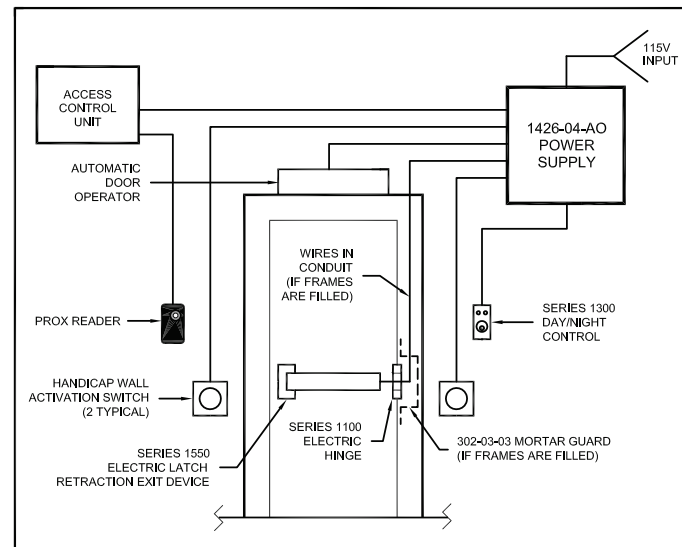 115V
INPUT
ACCESS
CONTROL
UNIT
1426-04-AO
POWER
SUPPLY
AUTOMATIC
DOOR
OPERATOR
WIRES IN
CONDUIT
(IF FRAMES
ARE FILLED)
PROX READER
SERIES 1300
DAY/NIGHT
CONTROL
HANDICAP WALL
ACTIVATION SWITCH
(2 TYPICAL)
SERIES 1100
ELECTRIC
HINGE
302-03-03 MORTAR GUARD
(IF FRAMES ARE FILLED)
SERIES 1550
ELECTRIC LATCH
RETRACTION EXIT DEVICE